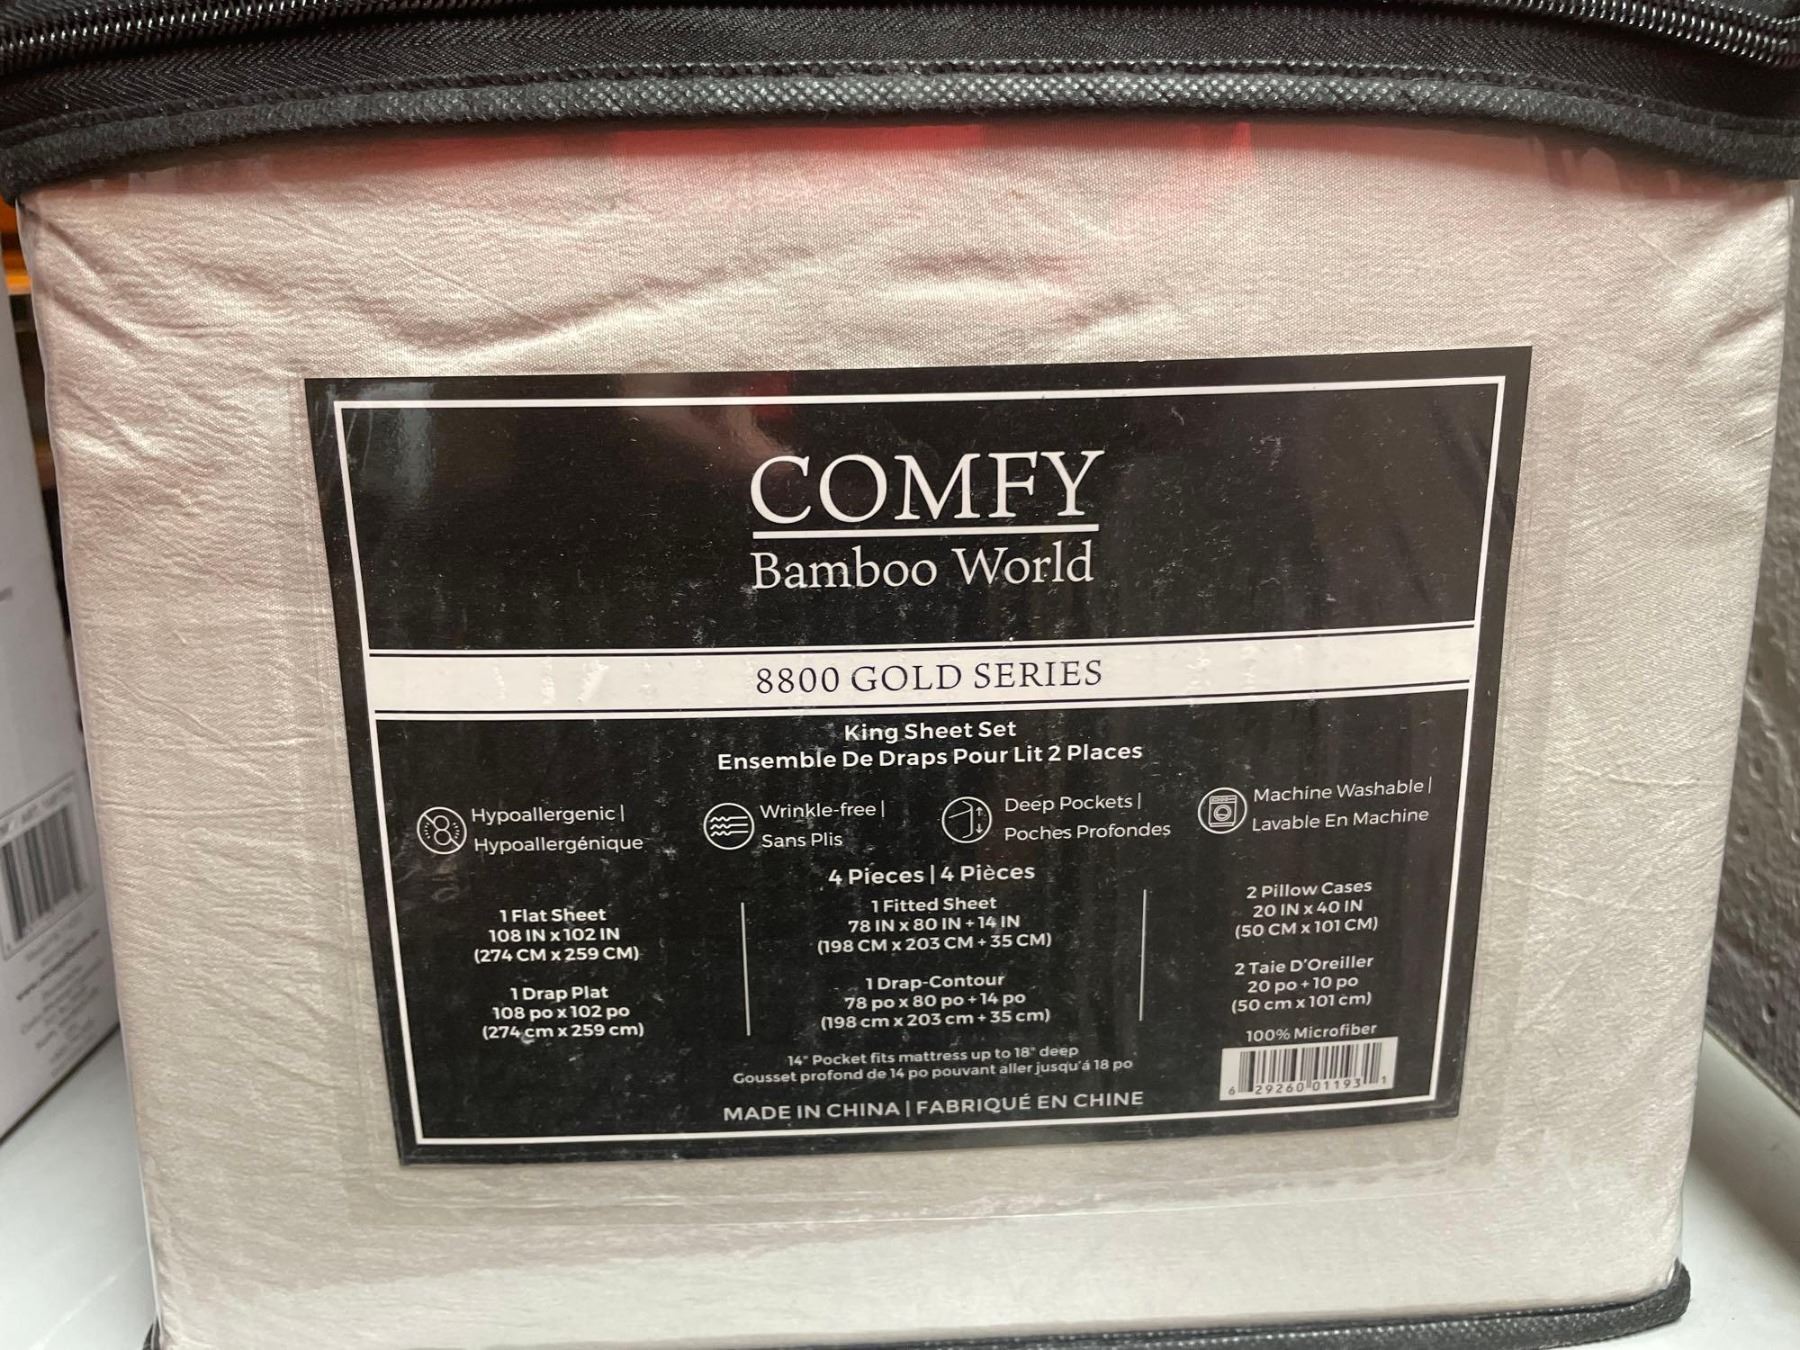 COMFY
Bamboo World
8800 GOLD SERIES
King Sheet Set
Ensemble De Draps Pour Lit 2 Places
Hypoallergenic |
Hypoallergénique
Wrinkle-free |
Sans Plis
Deep Pockets |
Poches Profondes
Machine Washable |
Lavable En Machine
4 Pieces | 4 Pièces
1 Flat Sheet
108 IN x 102 IN
(274 CM x 259 CM)
1 Drap Plat
108 po x 102 po
(274 cm x 259 cm)
1 Fitted Sheet
78 IN x 80 IN + 14 IN
(198 CM x 203 CM + 35 CM)
1 Drap-Contour
78 po x 80 po + 14 po
(198 cm x 203 cm + 35 cm)
2 Pillow Cases
20 IN x 40 IN
(50 CM x 101 CM)
2 Taie D'Oreiller
20 po + 10 po
(50 cm x 101 cm)
100% Microfiber
6 29260 01193 1
14" Pocket fits mattress up to 18" deep
Gousset profond de 14 po pouvant aller jusqu'á 18 po
MADE IN CHINA | FABRIQUÉ EN CHINE